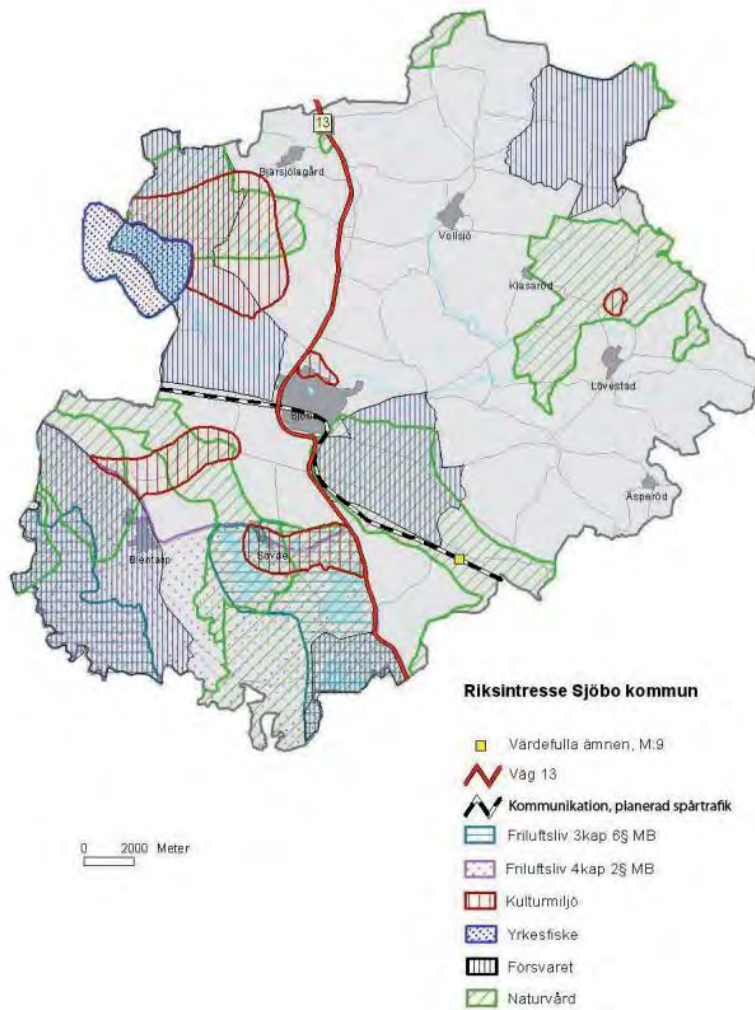 13
Bjärsjölagård
Vollsjö
Klasaröd
Lövestad
Äsperöd
Blentarp
Sövde
Riksintresse Sjöbo kommun
Värdefulla ämnen, M:9
Väg 13
Kommunikation, planerad spårtrafik
Friluftsliv 3kap 6§ MB
Friluftsliv 4kap 2§ MB
Kulturmiljö
Yrkesfiske
Försvaret
Naturvård
0 2000 Meter